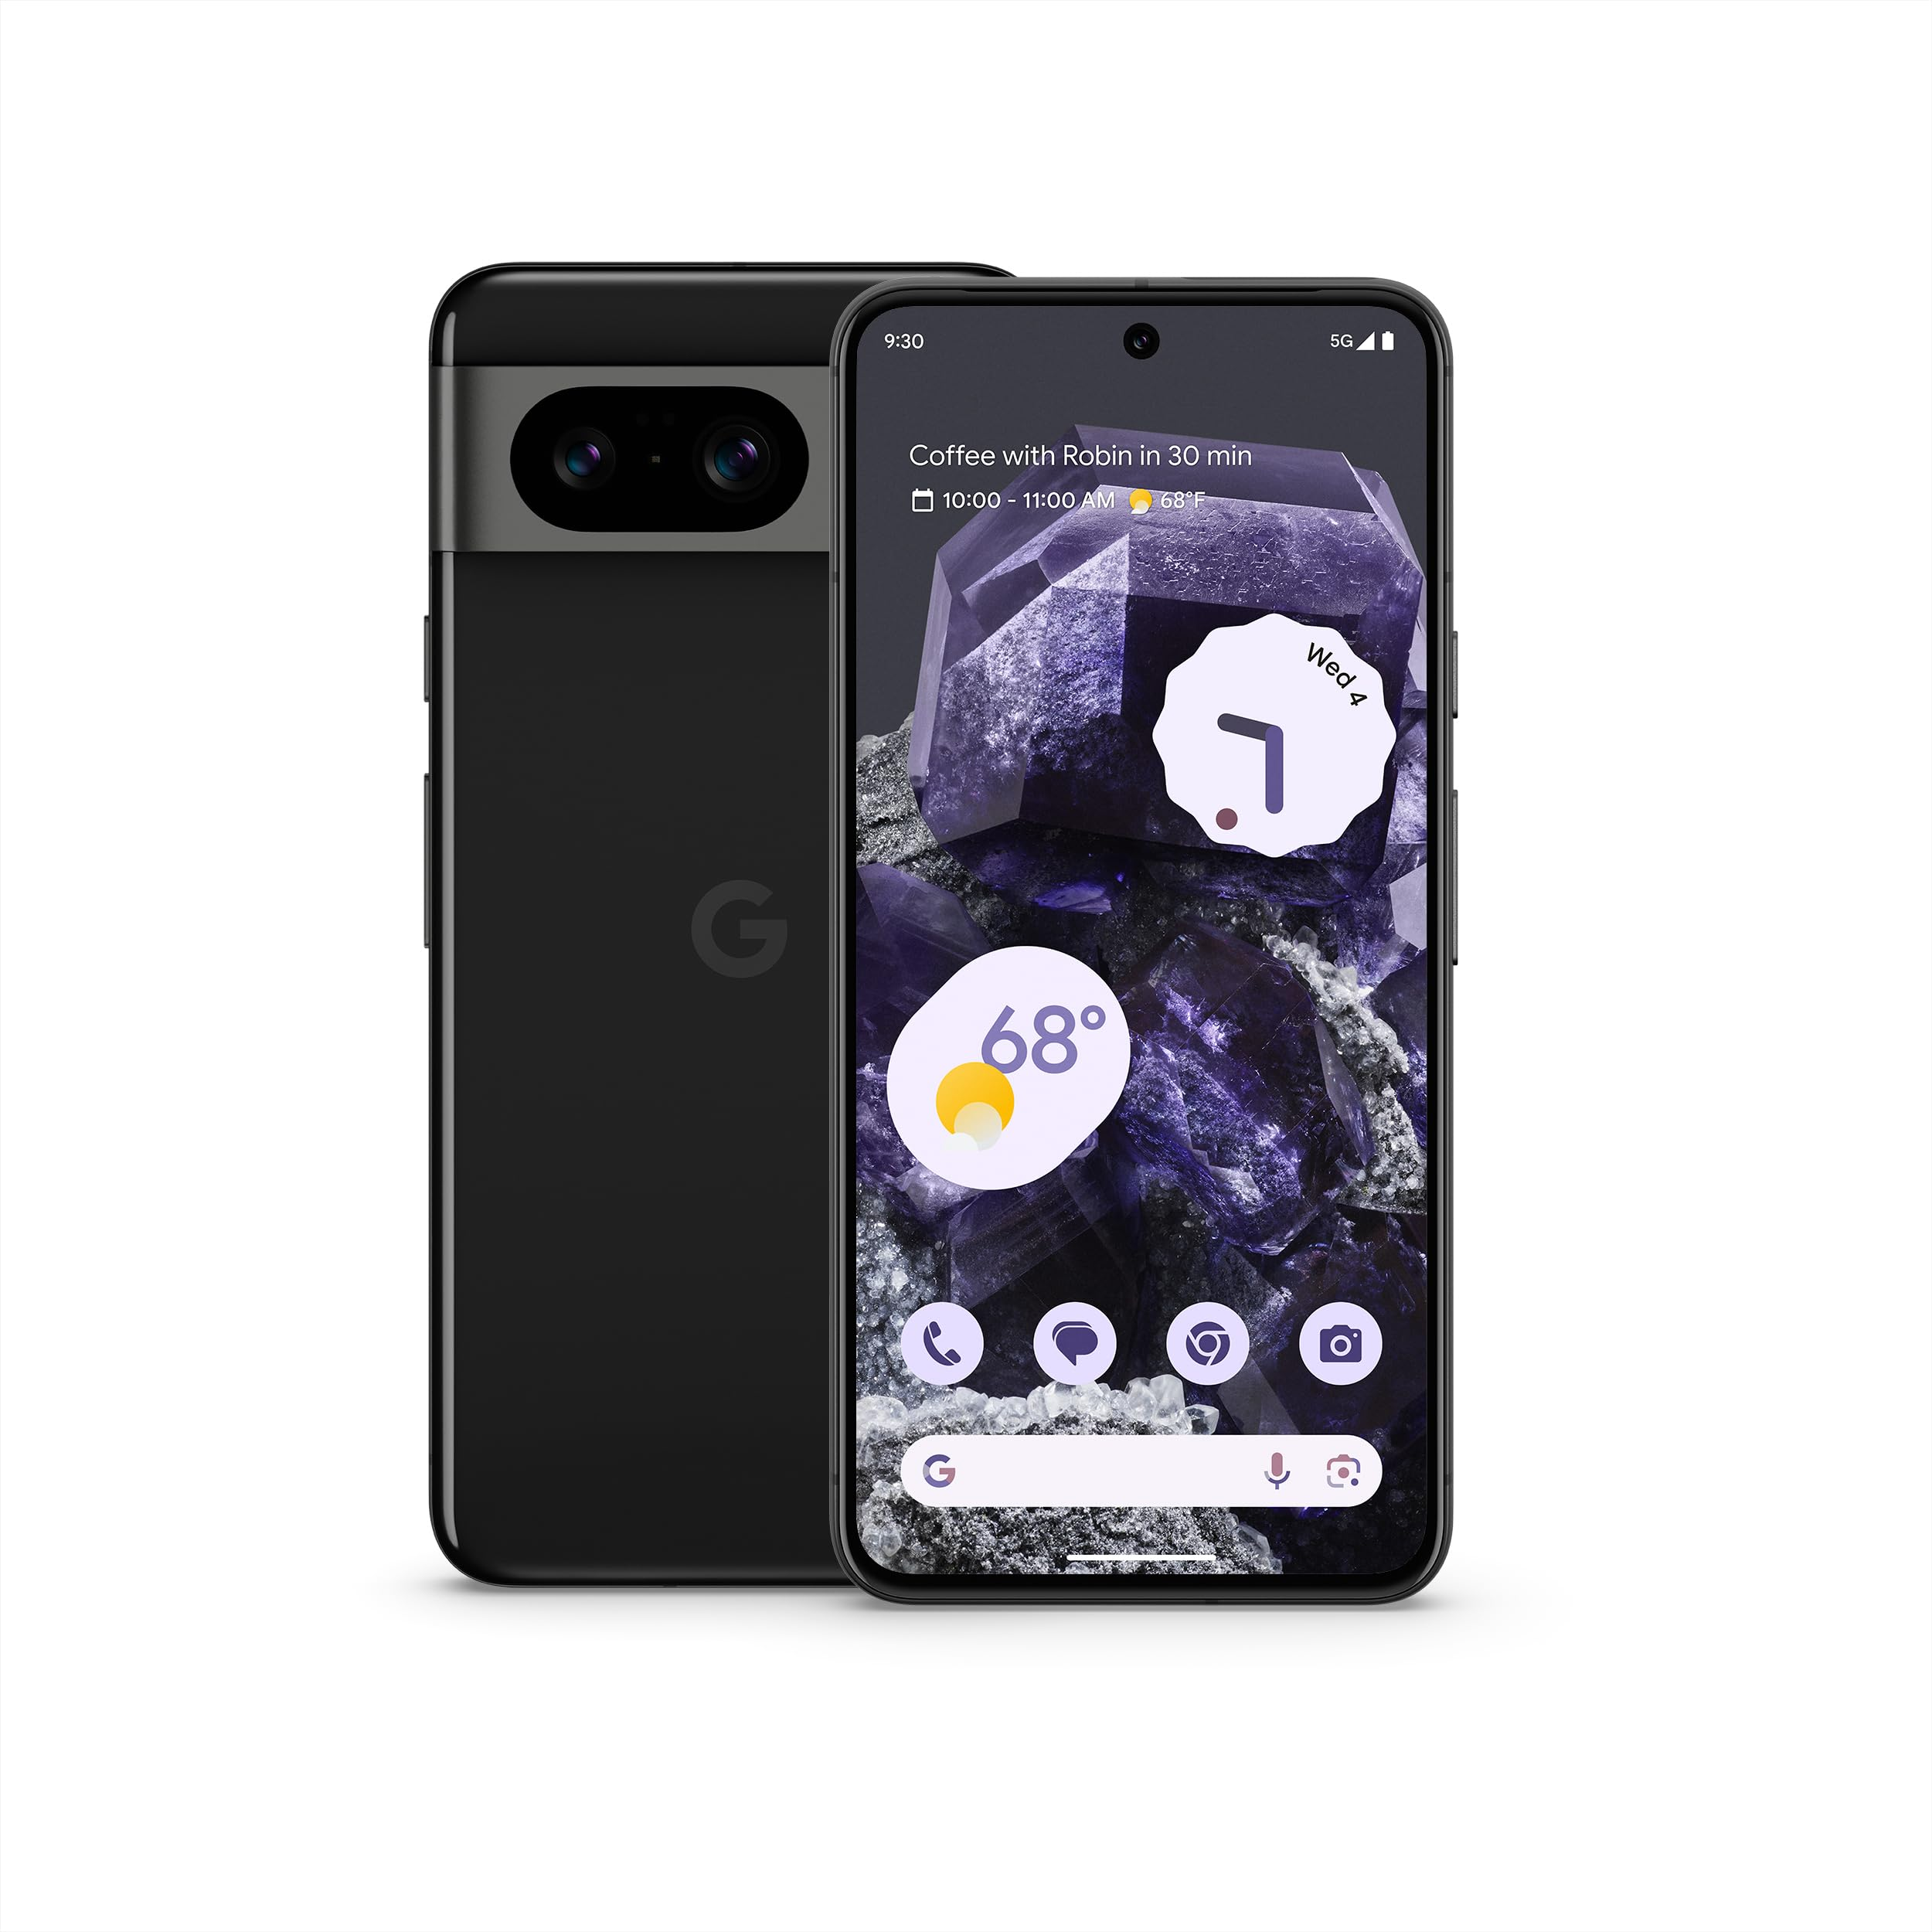 9:30
5G
Coffee with Robin in 30 min
10:00 - 11:00 AM 68°F
Wed 4
68°
G
G